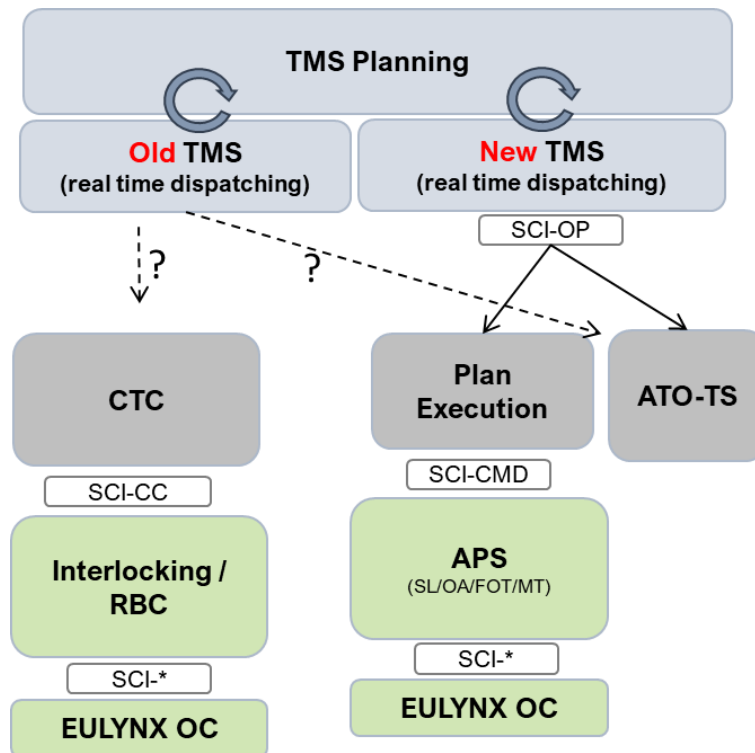 TMS Planning
Old TMS
(real time dispatching)
New TMS
(real time dispatching)
SCI-OP
?
?
CTC
Plan
Execution
ATO-TS
SCI-CC
SCI-CMD
Interlocking /
RBC
APS
(SL/OA/FOT/MT)
SCI-*
SCI-*
EULYNX OC
EULYNX OC